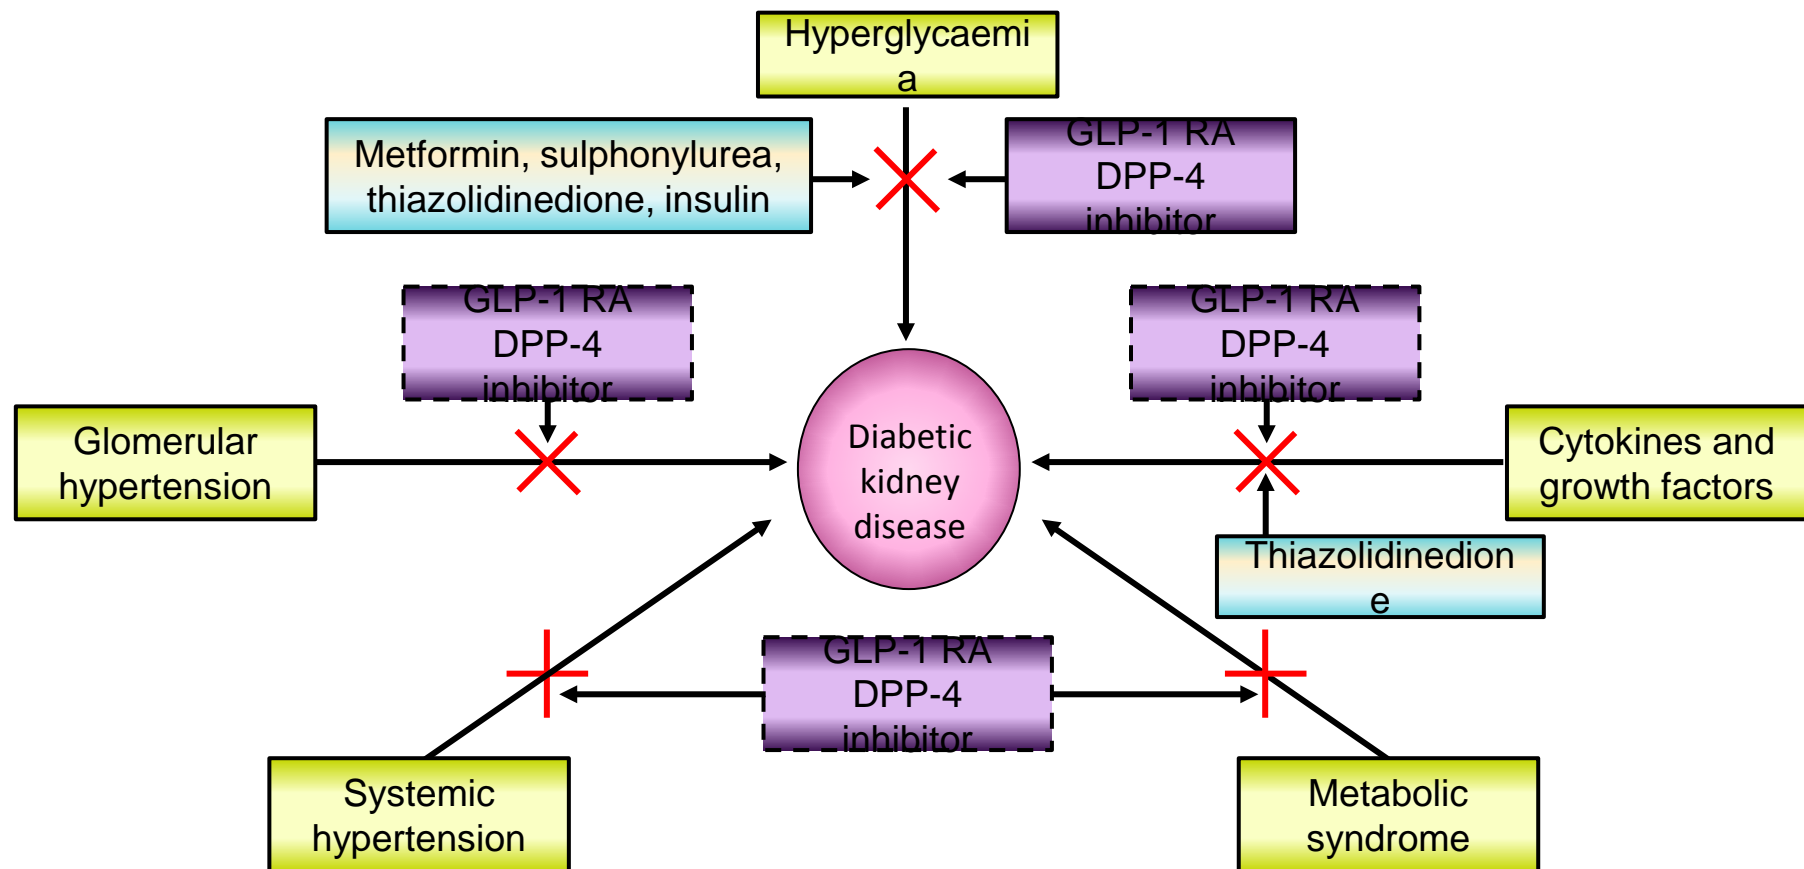 Hyperglycaemi
a
Metformin, sulphonylurea,
thiazolidinedione, insulin
GLP-1 RA
DPP-4
inhibitor
GLP-1 RA
DPP-4
inhibitor
GLP-1 RA
DPP-4
inhibitor
Glomerular
hypertension
Diabetic
kidney
disease
Cytokines and
growth factors
Thiazolidinedion
e
GLP-1 RA
DPP-4
inhibitor
Systemic
hypertension
Metabolic
syndrome